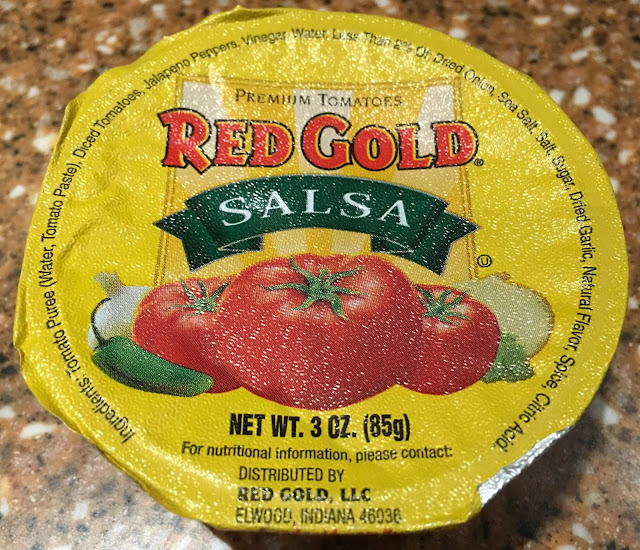 Ingredients: Tomato Puree (Water, Tomato Paste), Diced Tomatoes, Jalapeno Peppers, Vinegar, Water, Less Than 2% Of: Dried Onion, Sea Salt, Salt, Sugar, Dried Garlic, Natural Flavor, Spice, Citric Acid.
PREMIUM TOMATOES
RED GOLD®
SALSA
U
NET WT. 3 OZ. (85g)
For nutritional information, please contact:
DISTRIBUTED BY
RED GOLD, LLC
ELWOOD, INDIANA 46036